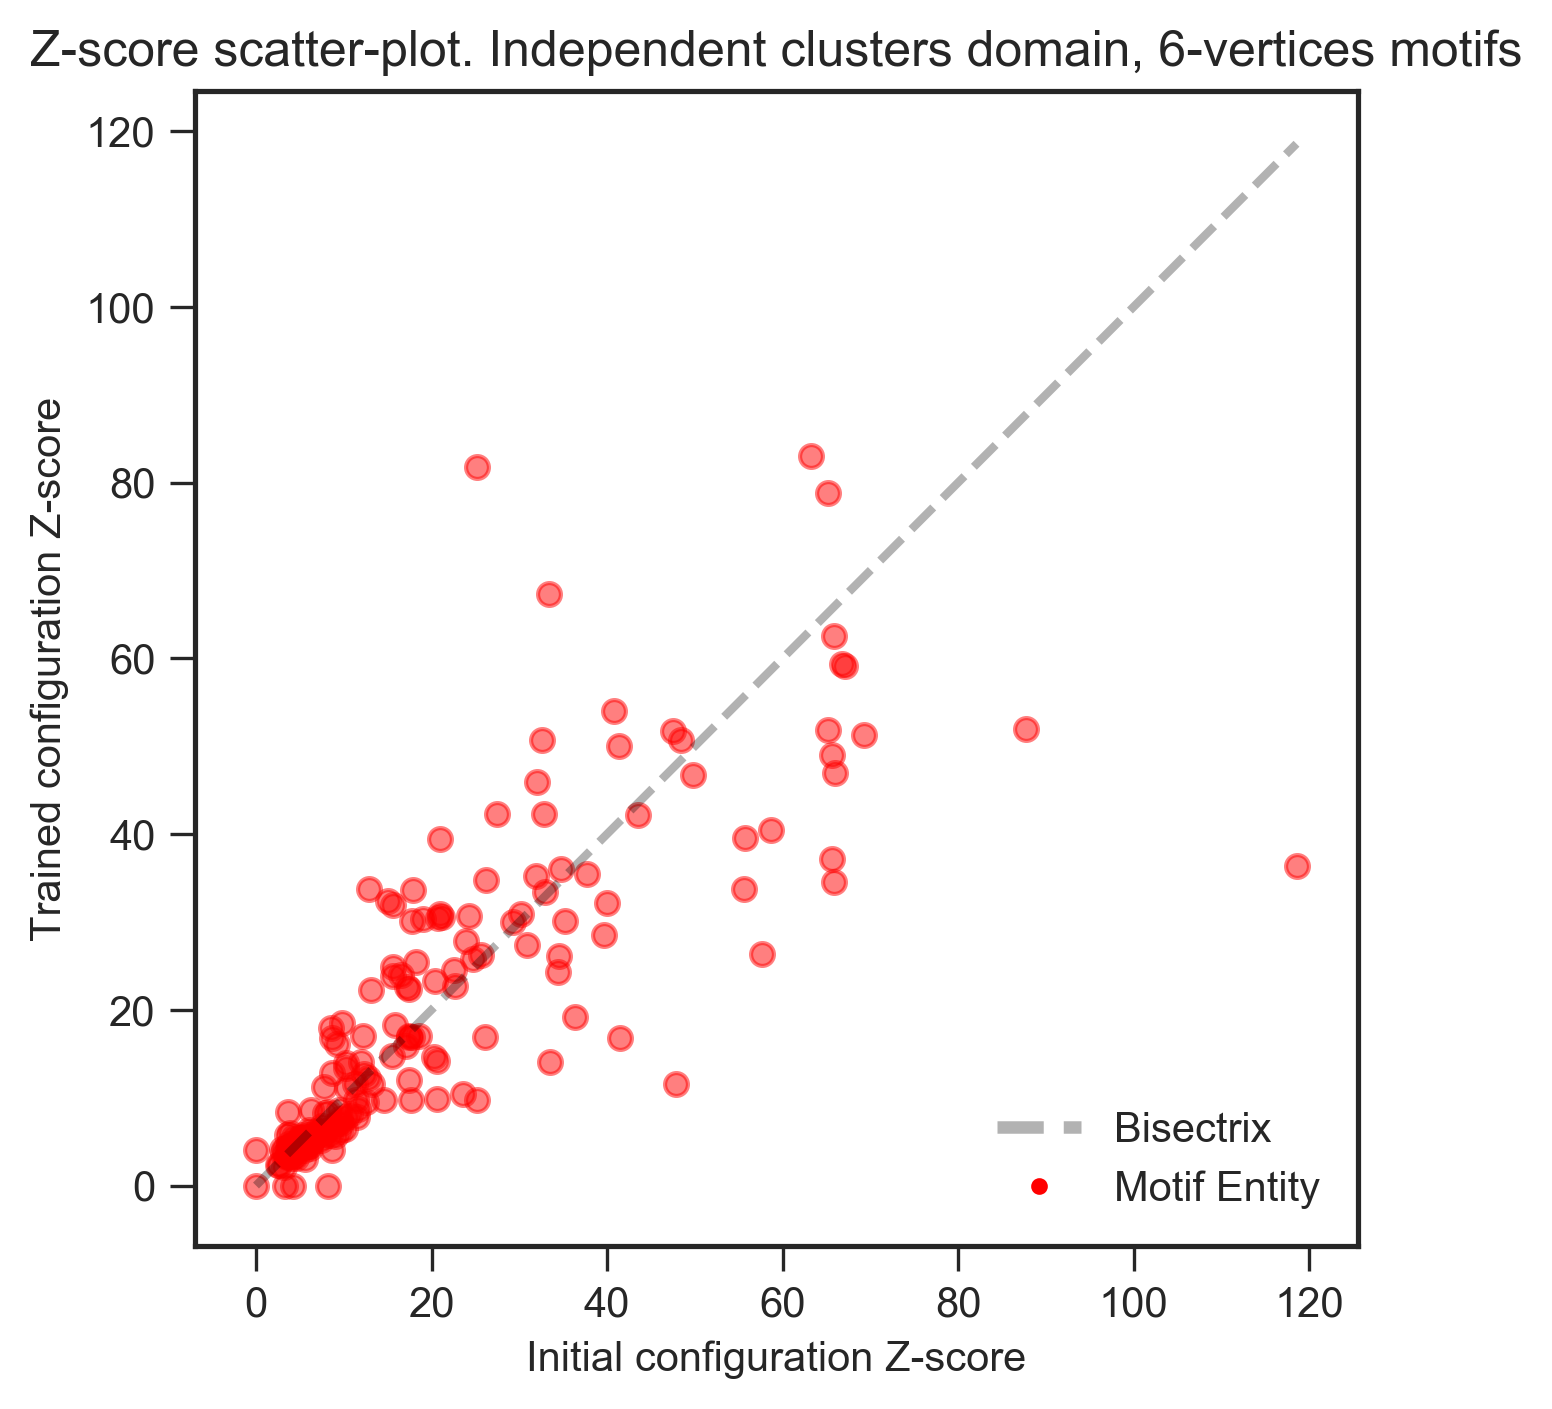 Z-score scatter-plot. Independent clusters domain, 6-vertices motifs
120
100
80
60
40
20
0
Trained configuration Z-score
Bisectrix
Motif Entity
0 20 40 60 80 100 120
Initial configuration Z-score